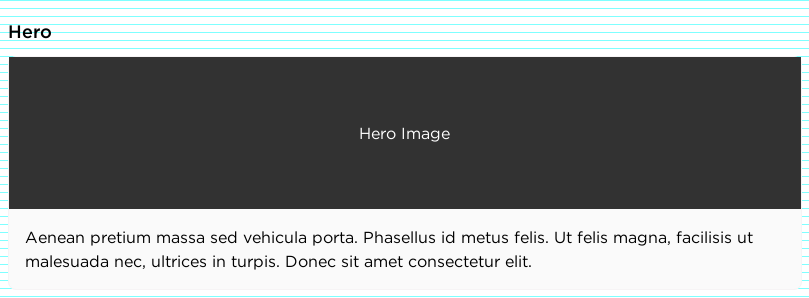 Hero
Hero Image
Aenean pretium massa sed vehicula porta. Phasellus id metus felis. Ut felis magna, facilisis ut
malesuada nec, ultrices in turpis. Donec sit amet consectetur elit.